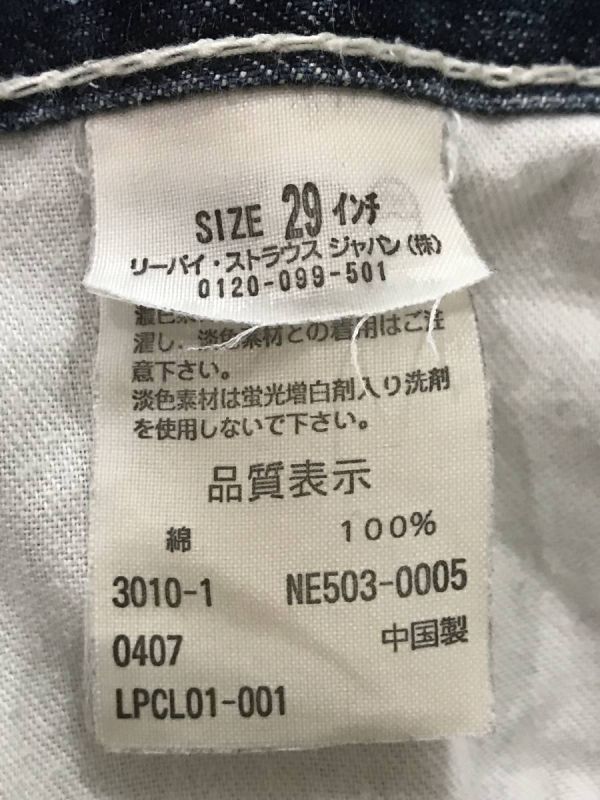 SIZE 29 インチ
リーバイ・ストラウス ジャパン(株)
0120-099-501
濃色素
濯し、淡色素材との着用はご注
意下さい。
淡色素材は蛍光増白剤入り洗剤
を使用しないで下さい。
品質表示
綿 100%
3010-1 NE503-0005
0407 中国製
LPCL01-001